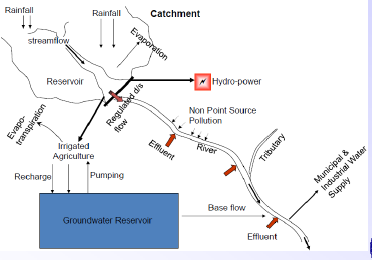 Rainfall
Rainfall
Catchment
streamflow
Evaporation
Reservoir
Hydro-power
Regulated d/s
flow
Non Point Source
Pollution
Evapo-
transpiration
Irrigated
Agriculture
Effluent
River
Tributary
Municipal &
Industrial Water
Supply
Recharge
Pumping
Groundwater Reservoir
Base flow
Effluent